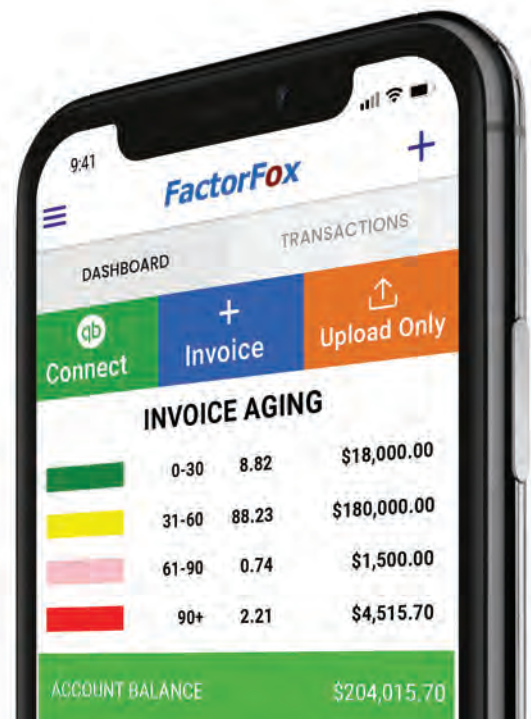 9:41
FactorFox
+
DASHBOARD TRANSACTIONS
qb + 
Connect Invoice Upload Only
INVOICE AGING
0-30 8.82 $18,000.00
31-60 88.23 $180,000.00
61-90 0.74 $1,500.00
90+ 2.21 $4,515.70
ACCOUNT BALANCE $204,015.70